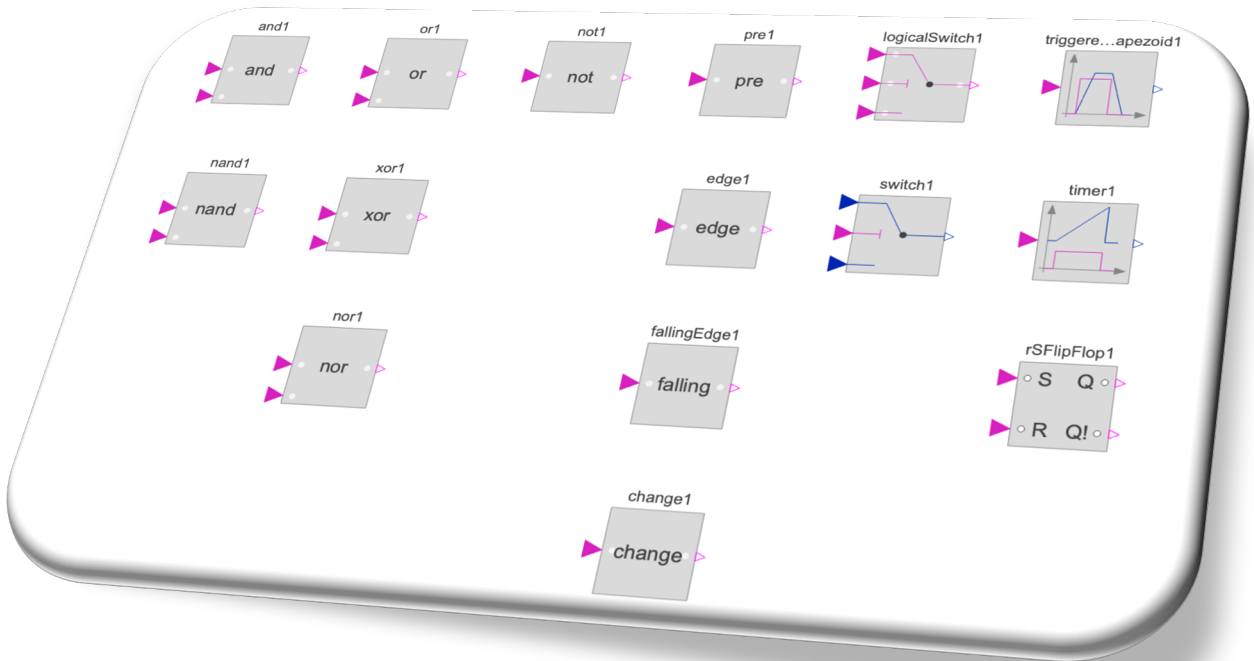 and1
and
or1
or
not1
not
pre1
pre
logicalSwitch1
triggere...apezoid1
nand1
nand
xor1
xor
edge1
edge
switch1
timer1
nor1
nor
fallingEdge1
falling
rSFlipFlop1
S Q
R Q!
change1
change